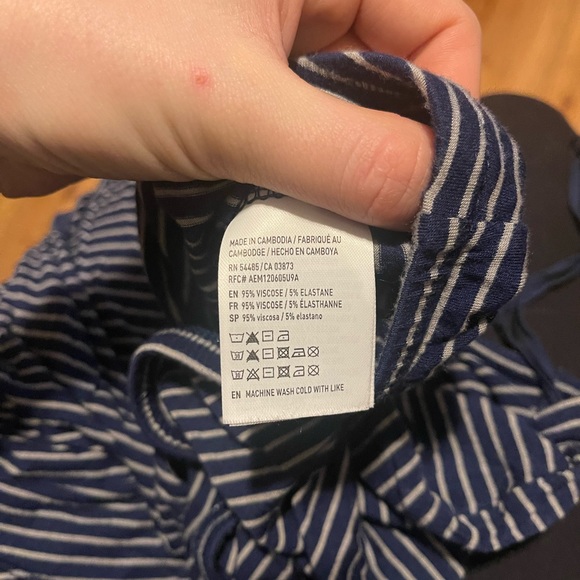 MADE IN CAMBODIA / FABRIQUÉ AU
CAMBODGE / HECHO EN CAMBOYA
RN 54485 / CA 03873
RFC# AEM120605U9A
EN 95% VISCOSE / 5% ELASTANE
FR 95% VISCOSE / 5% ÉLASTHANNE
SP 95% viscosa / 5% elastano
EN MACHINE WASH COLD WITH LIKE